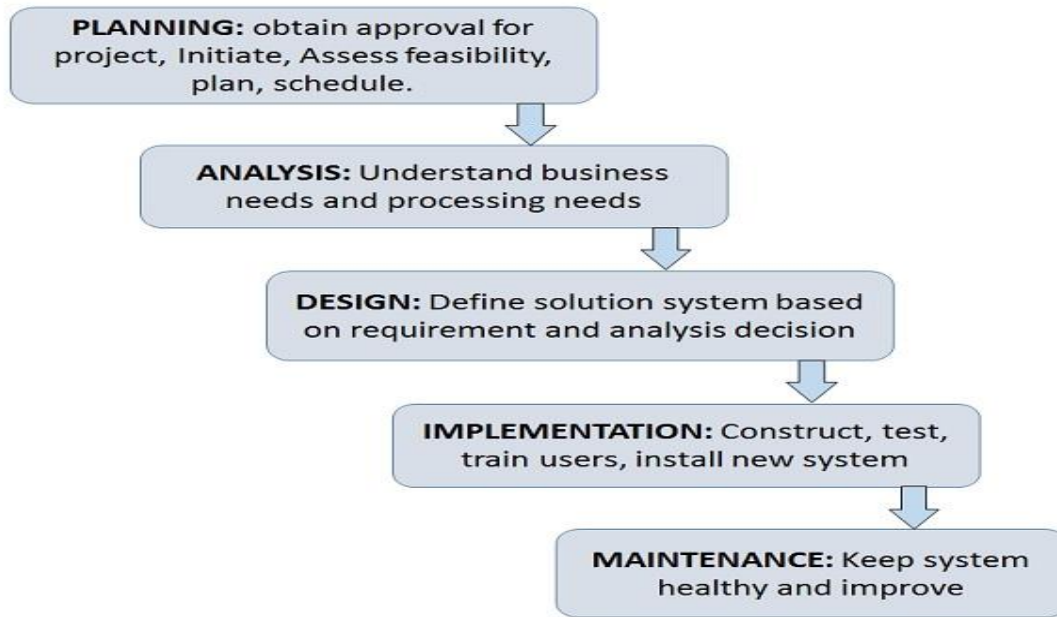 PLANNING: obtain approval for
project, Initiate, Assess feasibility,
plan, schedule.
ANALYSIS: Understand business
needs and processing needs
DESIGN: Define solution system based
on requirement and analysis decision
IMPLEMENTATION: Construct, test,
train users, install new system
MAINTENANCE: Keep system
healthy and improve